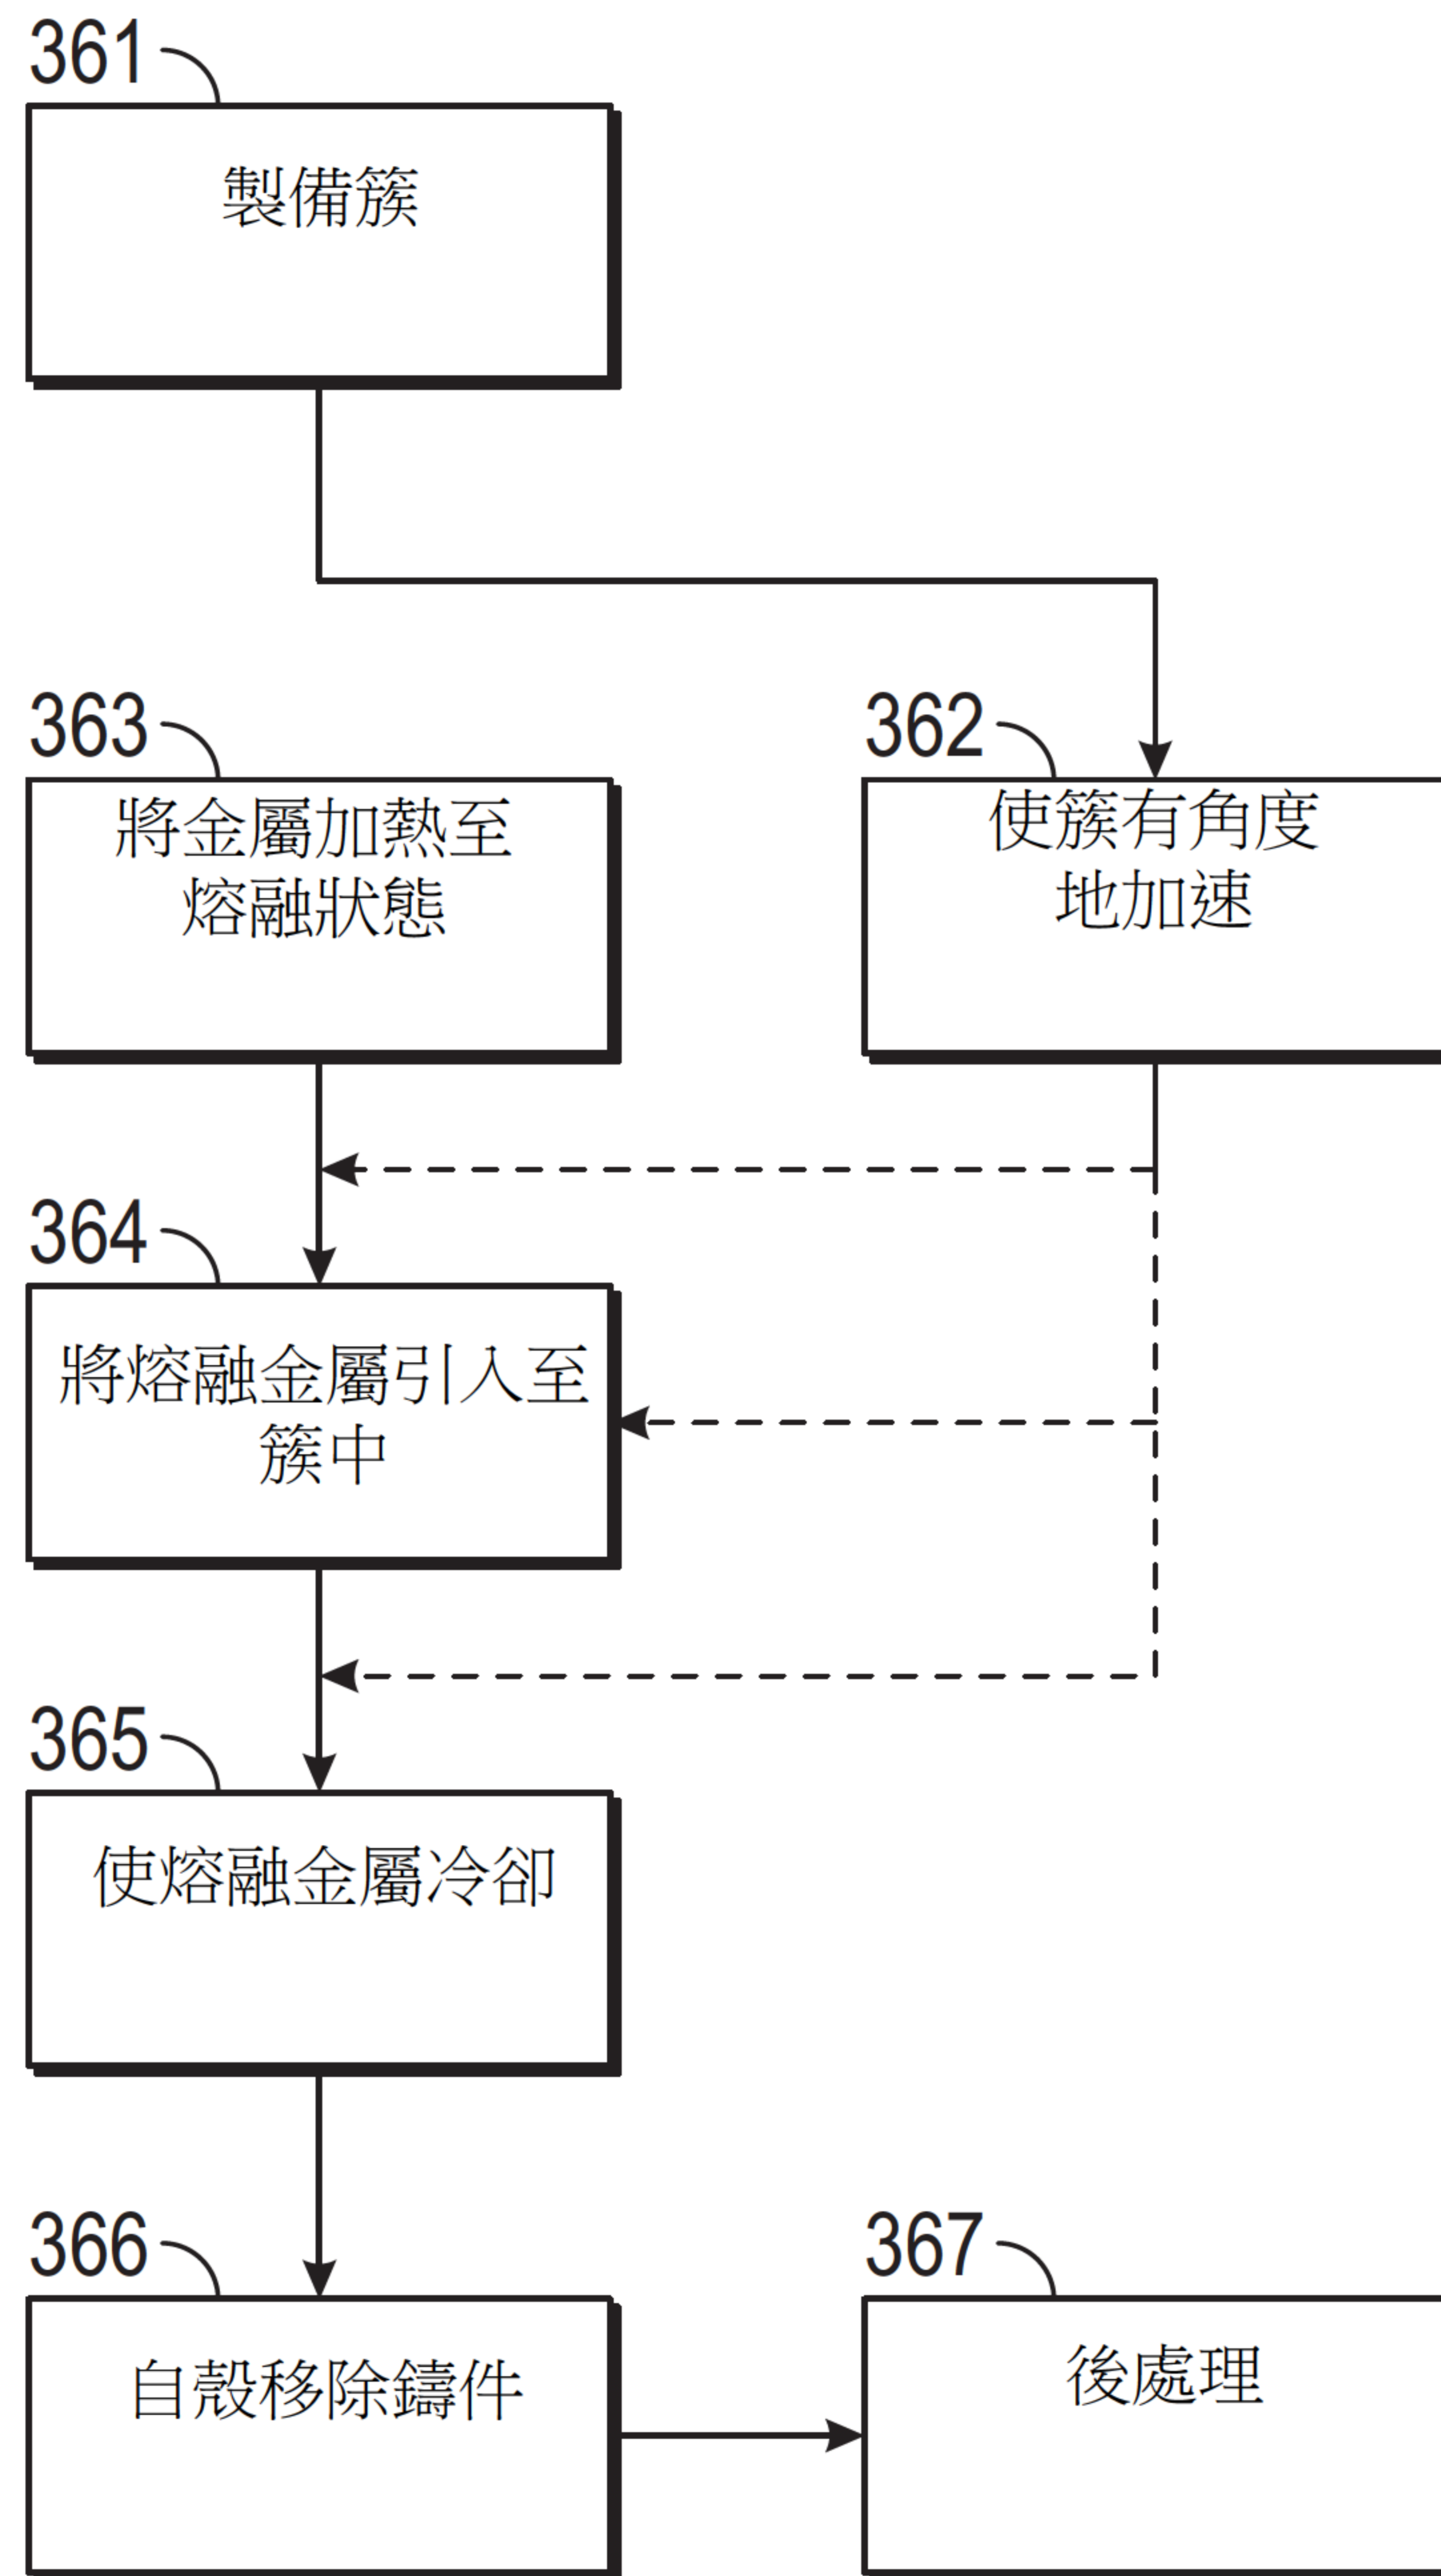 361
製備簇
363
將金屬加熱至
熔融狀態
362
使簇有角度
地加速
364
將熔融金屬引入至
簇中
365
使熔融金屬冷卻
366
自殼移除鑄件
367
後處理